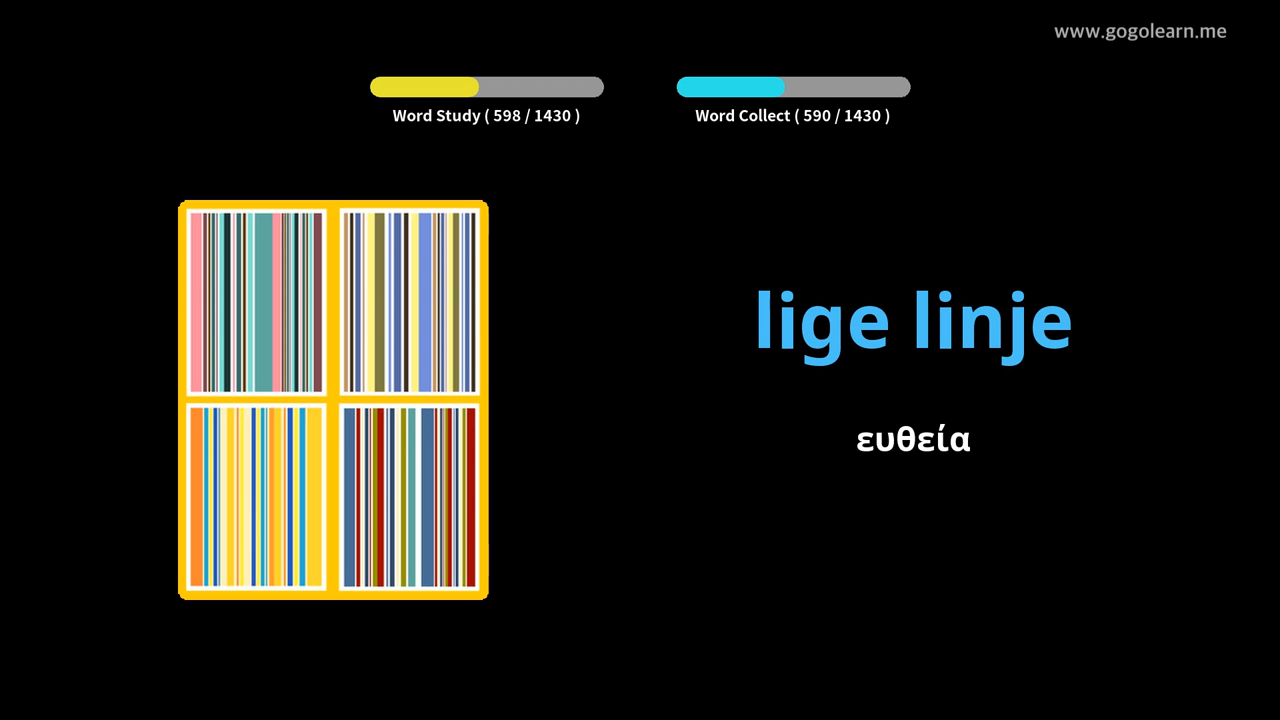 www.gogolearn.me
Word Study ( 598 / 1430 )
Word Collect ( 590 / 1430 )
lige linje
ευθεία